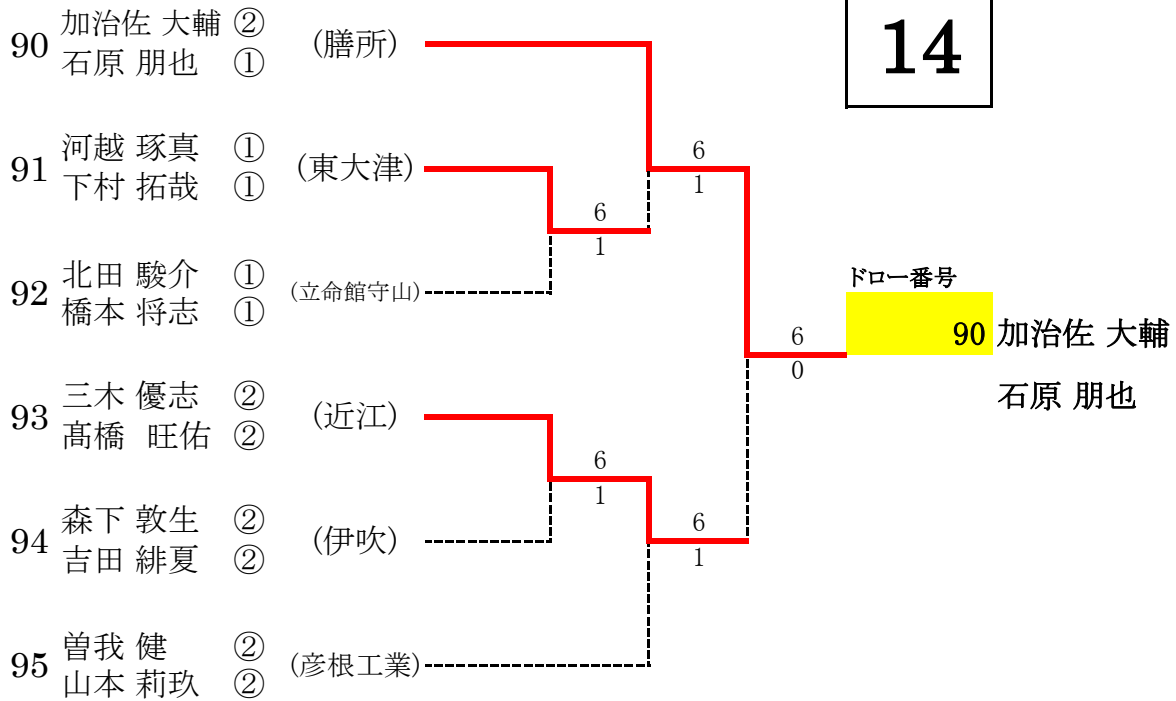 14
90 加治佐 大輔 ② (膳所)
石原 朋也 ①
6
1
91 河越 琢真 ① (東大津)
下村 拓哉 ①
6
1
92 北田 駿介 ① (立命館守山)
橋本 将志 ①
ドロー番号
90 加治佐 大輔
石原 朋也
6
0
93 三木 優志 ② (近江)
髙橋 旺佑 ②
6
1
94 森下 敦生 ② (伊吹)
吉田 緋夏 ②
6
1
95 曽我 健 ② (彦根工業)
山本 莉玖 ②